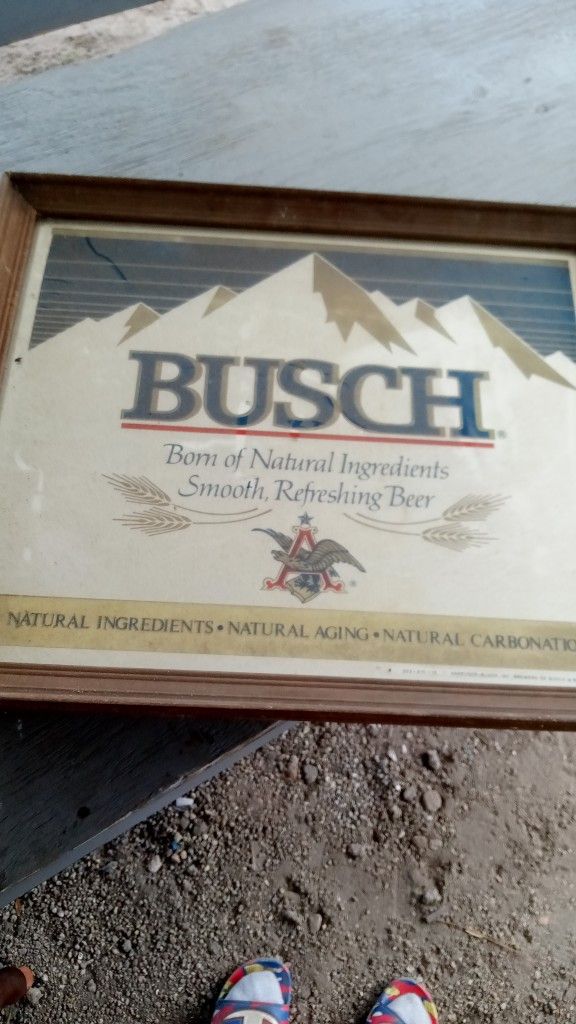 BUSCH
Born of Natural Ingredients
Smooth, Refreshing Beer
A
NATURAL INGREDIENTS • NATURAL AGING • NATURAL CARBONATIO